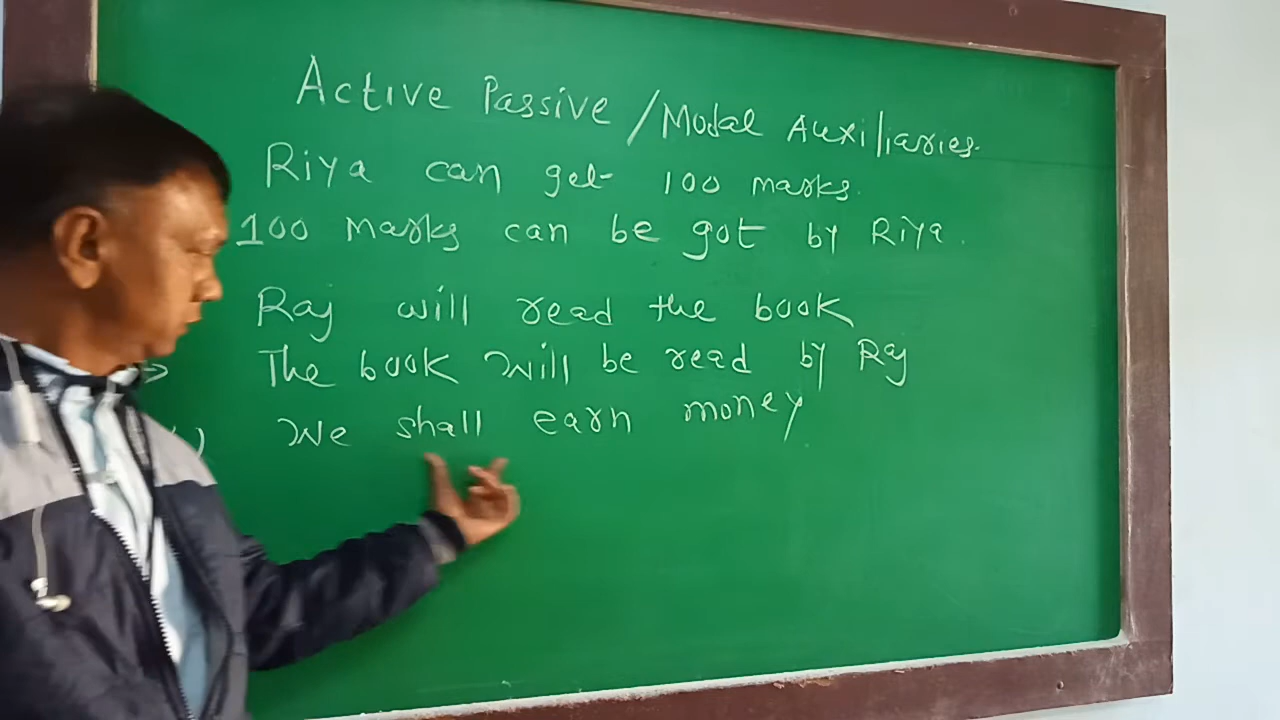 Active Passive / Modal Auxiliaries.
Riya can get 100 marks.
100 marks can be got by Riya.
Raj will read the book
The book will be read by Raj
We shall earn money